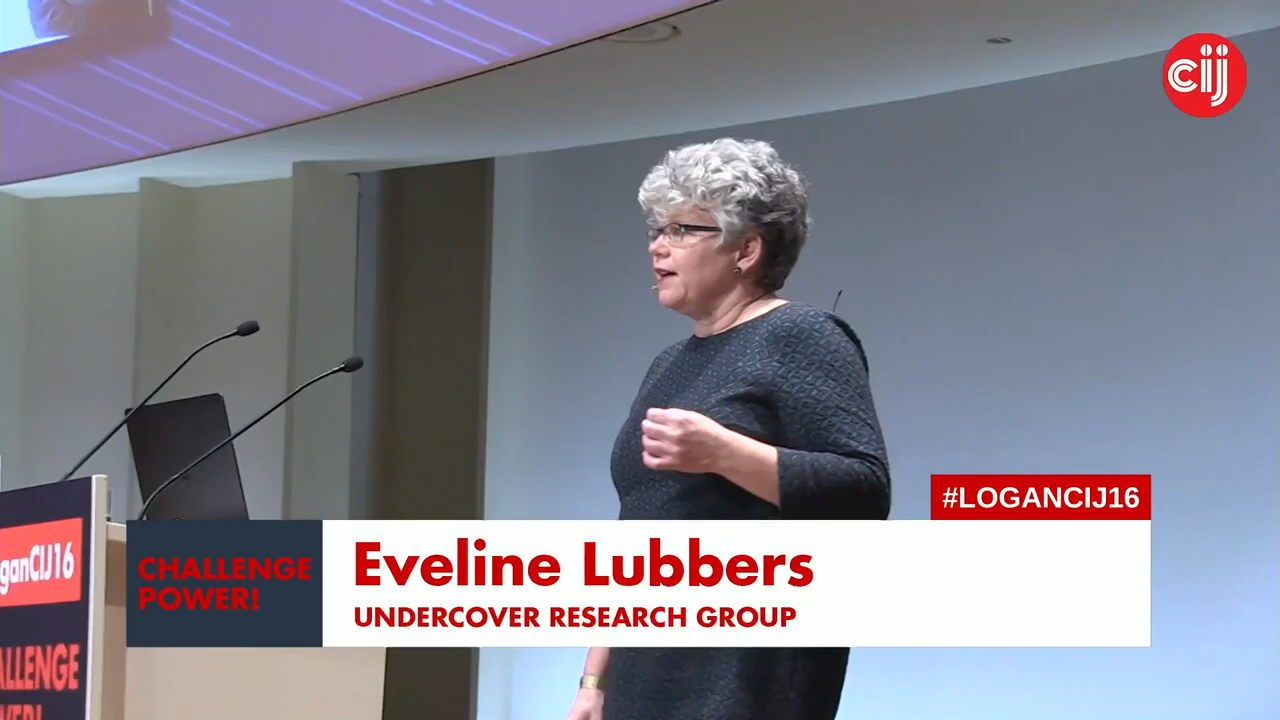 cij
#LOGANCIJ16
CHALLENGE
POWER!
Eveline Lubbers
UNDERCOVER RESEARCH GROUP
ganCIJ16
ALLENGE